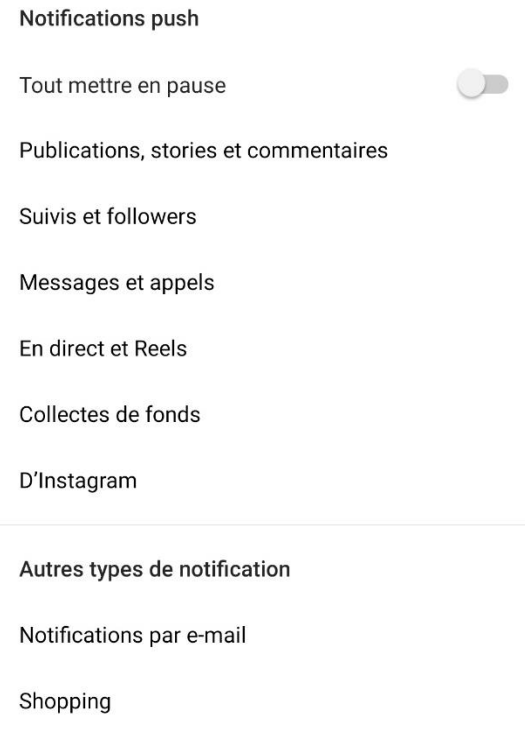 Notifications push
Tout mettre en pause
Publications, stories et commentaires
Suivis et followers
Messages et appels
En direct et Reels
Collectes de fonds
D’Instagram
Autres types de notification
Notifications par e-mail
Shopping